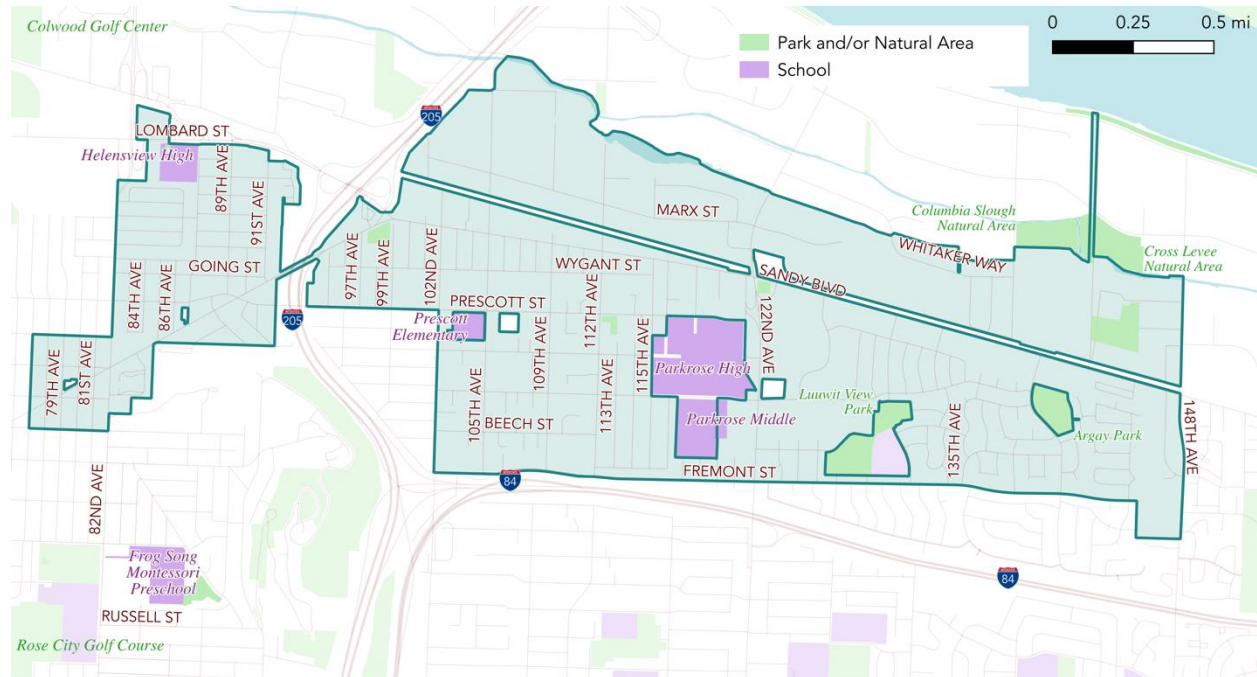 Colwood Golf Center
0 0.25 0.5 mi
Park and/or Natural Area
School
205
LOMBARD ST
Helensview High
89TH AVE
91ST AVE
MARX ST
Columbia Slough
Natural Area
WHITAKER WAY
Cross Levee
Natural Area
GOING ST
84TH AVE
86TH AVE
97TH AVE
99TH AVE
102ND AVE
WYGANT ST
SANDY BLVD
PRESCOTT ST
205
Prescott
Elementary
109TH AVE
112TH AVE
115TH AVE
122ND AVE
79TH AVE
81ST AVE
Parkrose High
105TH AVE
BEECH ST
113TH AVE
Parkrose Middle
Luuwit View
Park
135TH AVE
Argay Park
148TH AVE
FREMONT ST
84
82ND AVE
Frog Song
Montessori
Preschool
84
RUSSELL ST
Rose City Golf Course